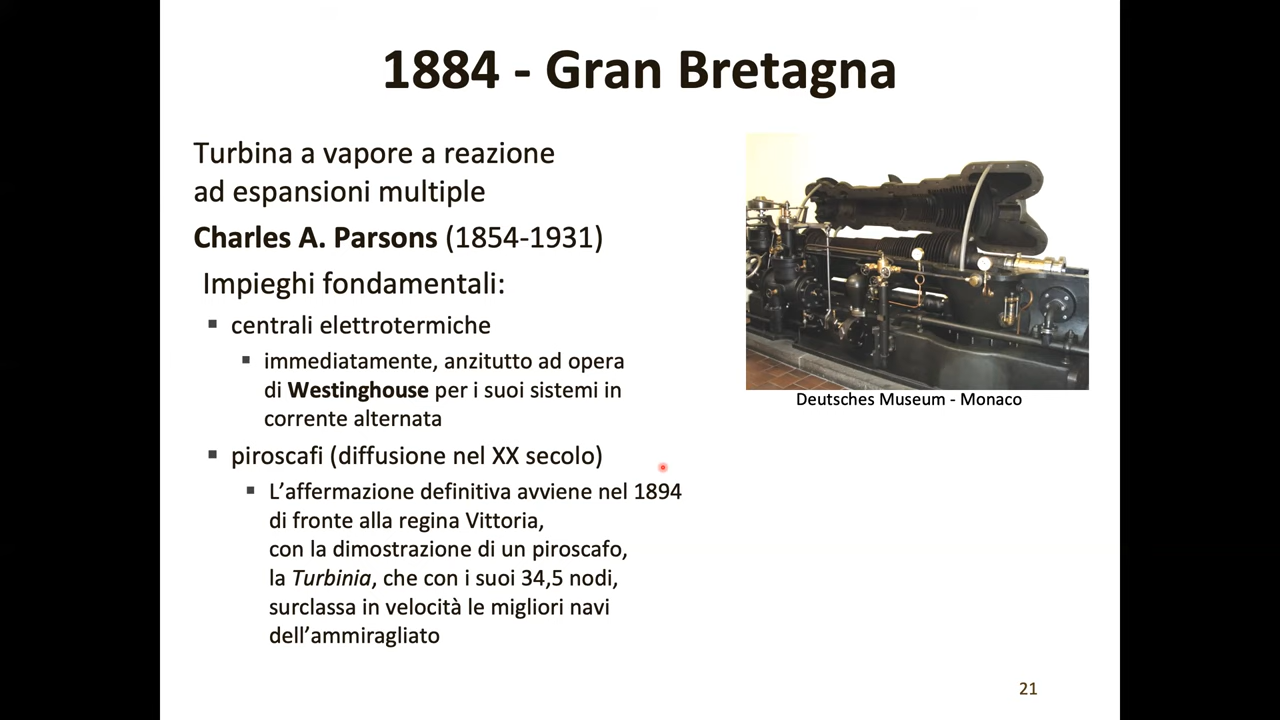 1884 - Gran Bretagna
Turbina a vapore a reazione
ad espansioni multiple
Charles A. Parsons (1854-1931)
Impieghi fondamentali:
▪ centrali elettrotermiche
▪ immediatamente, anzitutto ad opera
di Westinghouse per i suoi sistemi in
corrente alternata
▪ piroscafi (diffusione nel XX secolo)
▪ L’affermazione definitiva avviene nel 1894
di fronte alla regina Vittoria,
con la dimostrazione di un piroscafo,
la Turbinia, che con i suoi 34,5 nodi,
surclassa in velocità le migliori navi
dell’ammiragliato
Deutsches Museum - Monaco
21